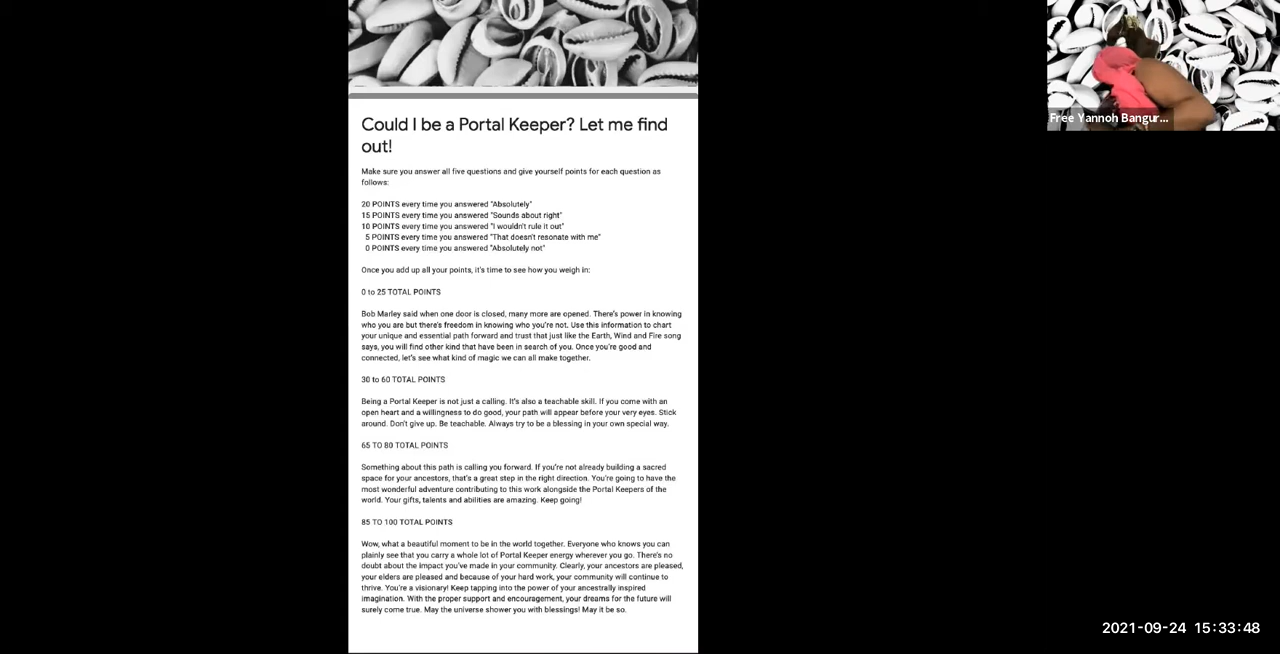 Could I be a Portal Keeper? Let me find
out!
Make sure you answer all five questions and give yourself points for each question as
follows:
20 POINTS every time you answered "Absolutely"
15 POINTS every time you answered "Sounds about right"
10 POINTS every time you answered "I wouldn't rule it out"
5 POINTS every time you answered "That doesn't resonate with me"
0 POINTS every time you answered "Absolutely not"
Once you add up all your points, it's time to see how you weigh in:
0 to 25 TOTAL POINTS
Bob Marley said when one door is closed, many more are opened. There's power in knowing
who you are but there's freedom in knowing who you're not. Use this information to chart
your unique and essential path forward and trust that just like the Earth, Wind and Fire song
says, you will find other kind that have been in search of you. Once you're good and
connected, let's see what kind of magic we can all make together.
30 to 60 TOTAL POINTS
Being a Portal Keeper is not just a calling. It's also a teachable skill. If you come with an
open heart and a willingness to do good, your path will appear before your very eyes. Stick
around. Don't give up. Be teachable. Always try to be a blessing in your own special way.
65 TO 80 TOTAL POINTS
Something about this path is calling you forward. If you're not already building a sacred
space for your ancestors, that's a great step in the right direction. You're going to have the
most wonderful adventure contributing to this work alongside the Portal Keepers of the
world. Your gifts, talents and abilities are amazing. Keep going!
85 TO 100 TOTAL POINTS
Wow, what a beautiful moment to be in the world together. Everyone who knows you can
plainly see that you carry a whole lot of Portal Keeper energy wherever you go. There's no
doubt about the impact you've made in your community. Clearly, your ancestors are pleased,
your elders are pleased and because of your hard work, your community will continue to
thrive. You're a visionary! Keep tapping into the power of your ancestrally inspired
imagination. With the proper support and encouragement, your dreams for the future will
surely come true. May the universe shower you with blessings! May it be so.
Free Yannoh Bangur...
2021-09-24 15:33:48